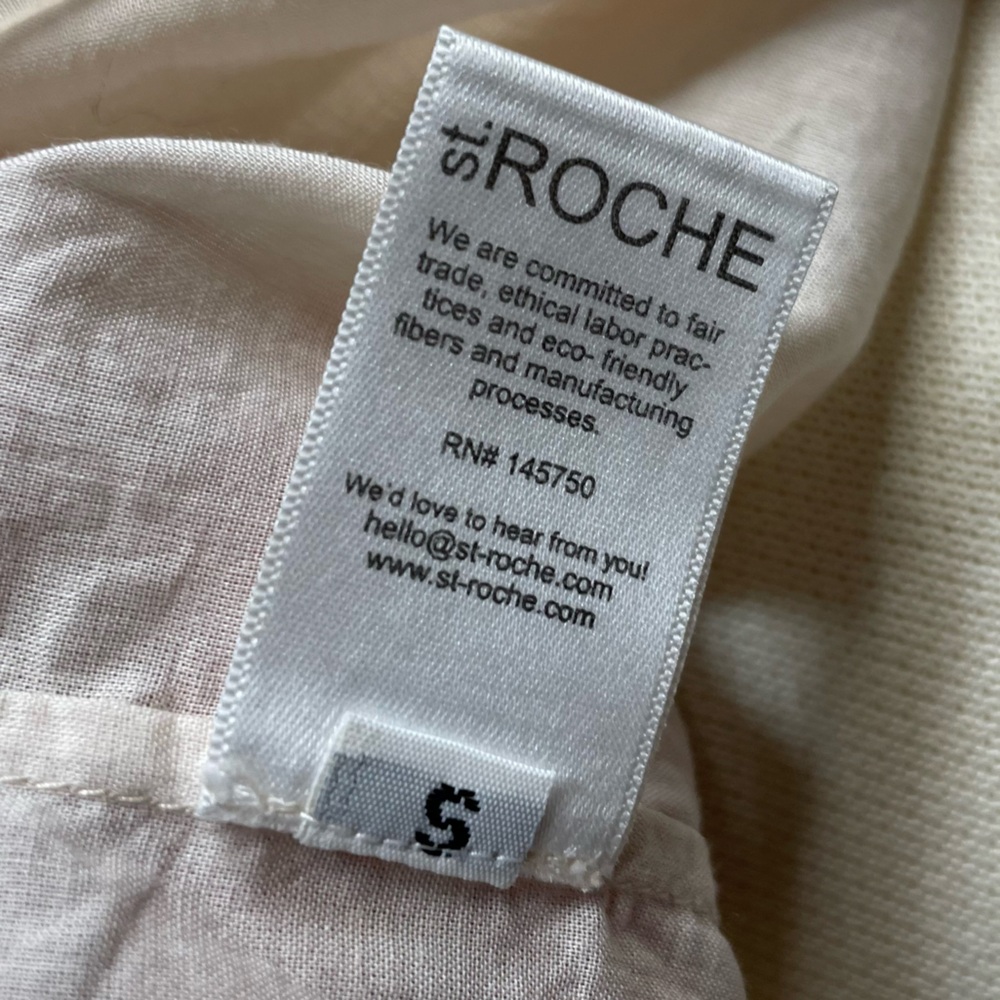 st. ROCHE
We are committed to fair
trade, ethical labor prac-
tices and eco- friendly
fibers and manufacturing
processes.
RN# 145750
We'd love to hear from you!
hello@st-roche.com
www.st-roche.com
S